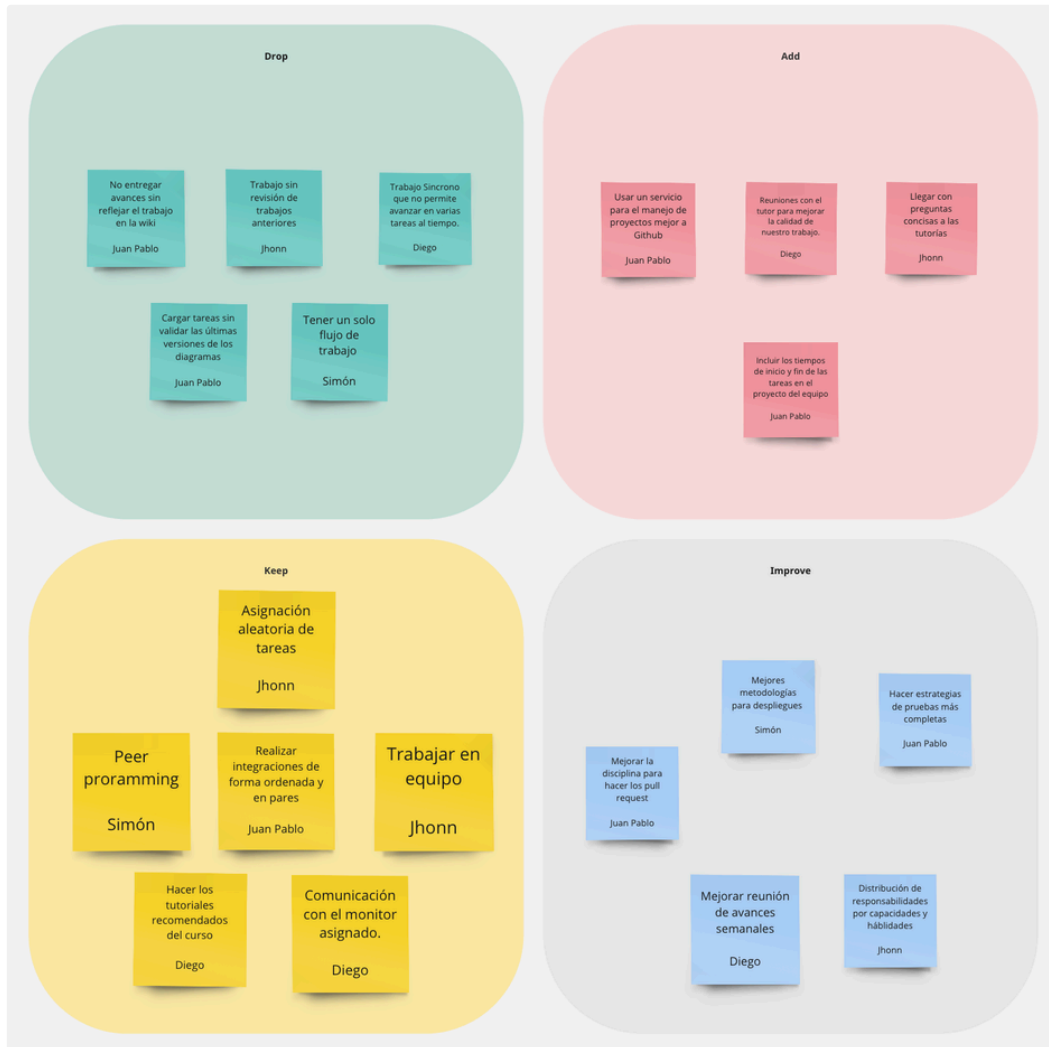 Drop
No entregar
avances sin
reflejar el trabajo
en la wiki
Juan Pablo
Trabajo sin
revisión de
trabajos
anteriores
Jhonn
Trabajo Sincrono
que no permite
avanzar en varias
tareas al tiempo.
Diego
Cargar tareas sin
validar las últimas
versiones de los
diagramas
Juan Pablo
Tener un solo
flujo de
trabajo
Simón
Add
Usar un servicio
para el manejo de
proyectos mejor a
Github
Juan Pablo
Reuniones con el
tutor para mejorar
la calidad de
nuestro trabajo.
Diego
Llegar con
preguntas
concisas a las
tutorías
Jhonn
Incluir los tiempos
de inicio y fin de las
tareas en el
proyecto del equipo
Juan Pablo
Keep
Asignación
aleatoria de
tareas
Jhonn
Peer
proramming
Simón
Realizar
integraciones de
forma ordenada y
en pares
Juan Pablo
Trabajar en
equipo
Jhonn
Hacer los
tutoriales
recomendados
del curso
Diego
Comunicación
con el monitor
asignado.
Diego
Improve
Mejores
metodologías
para despliegues
Simón
Hacer estrategias
de pruebas más
completas
Juan Pablo
Mejorar la
disciplina para
hacer los pull
request
Juan Pablo
Mejorar reunión
de avances
semanales
Diego
Distribución de
responsabilidades
por capacidades y
háblidades
Jhonn